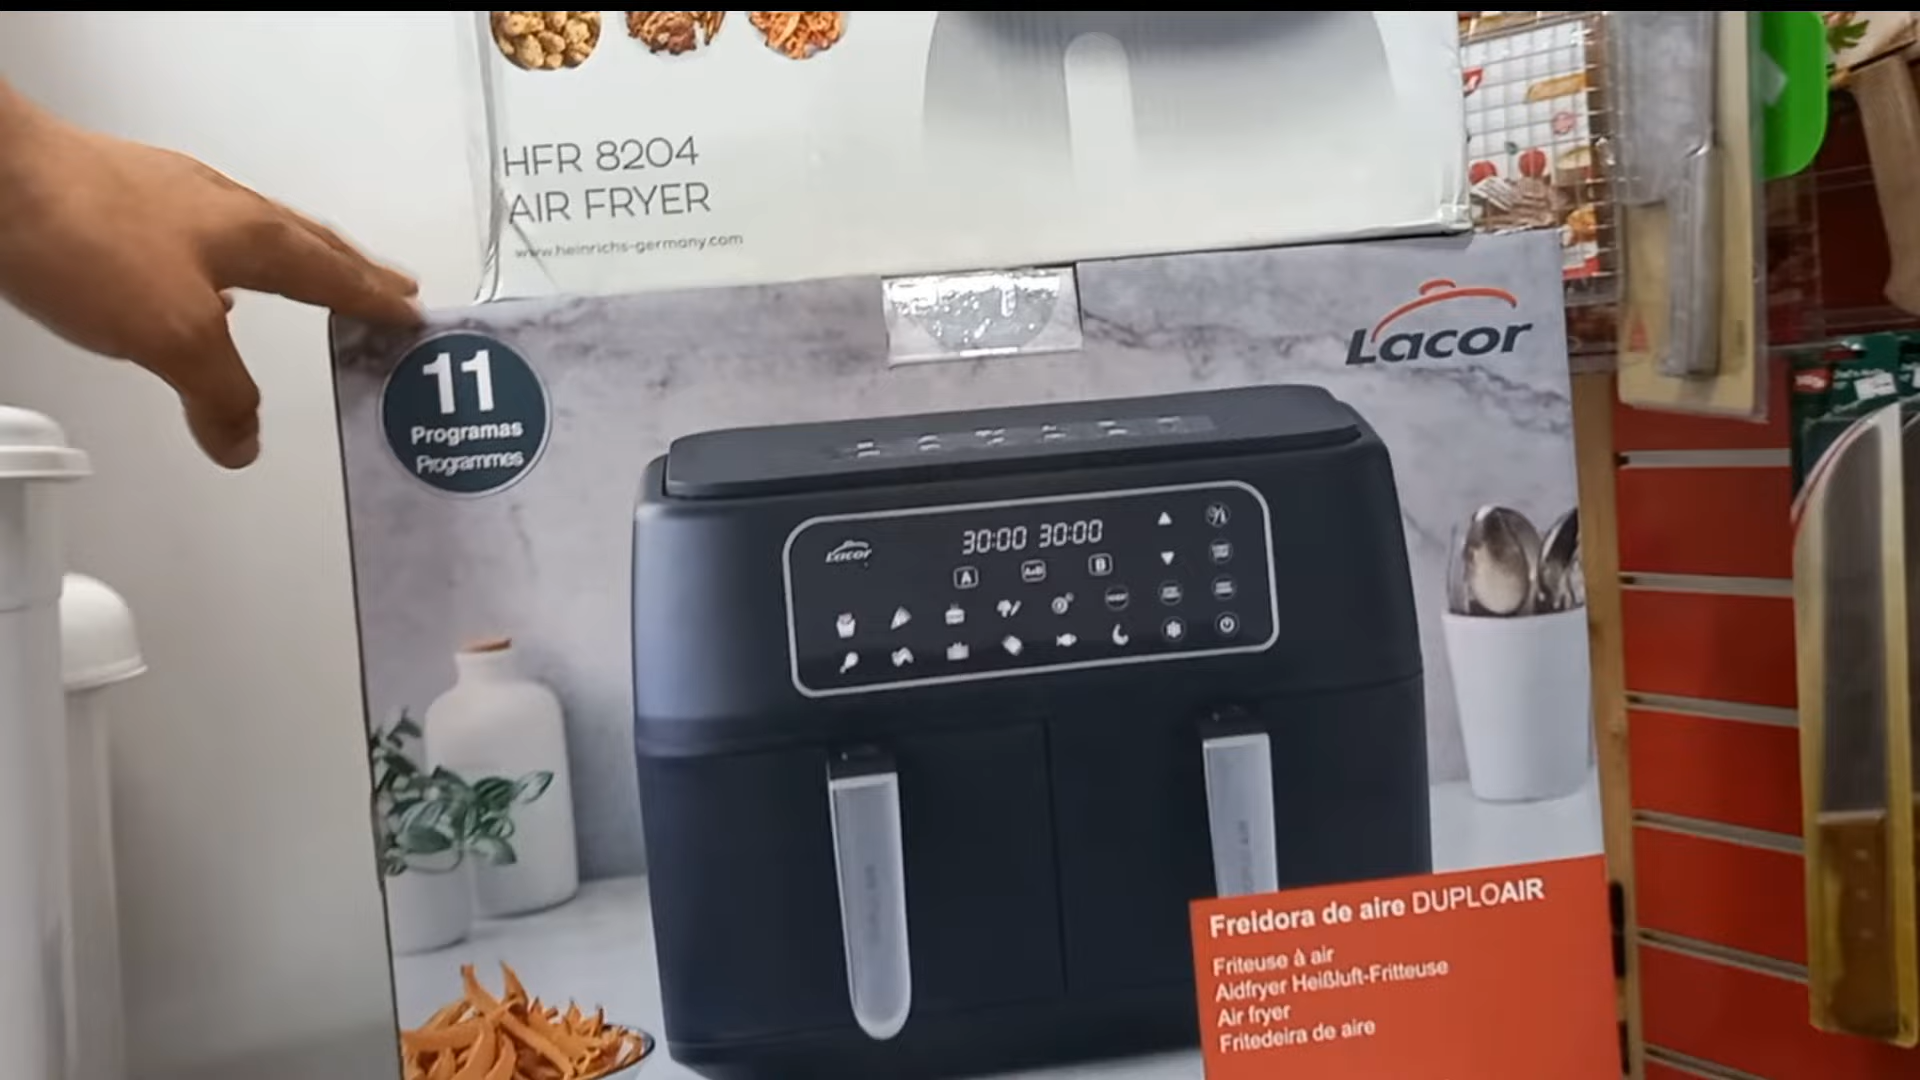 HFR 8204
AIR FRYER
www.heinrichs-germany.com
11
Programas
Programmes
Lacor
Lacor
30:00 30:00
A
A+B
B
Freidora de aire DUPLOAIR
Friteuse à air
Aidfryer Heißluft-Fritteuse
Air fryer
Fritedeira de aire